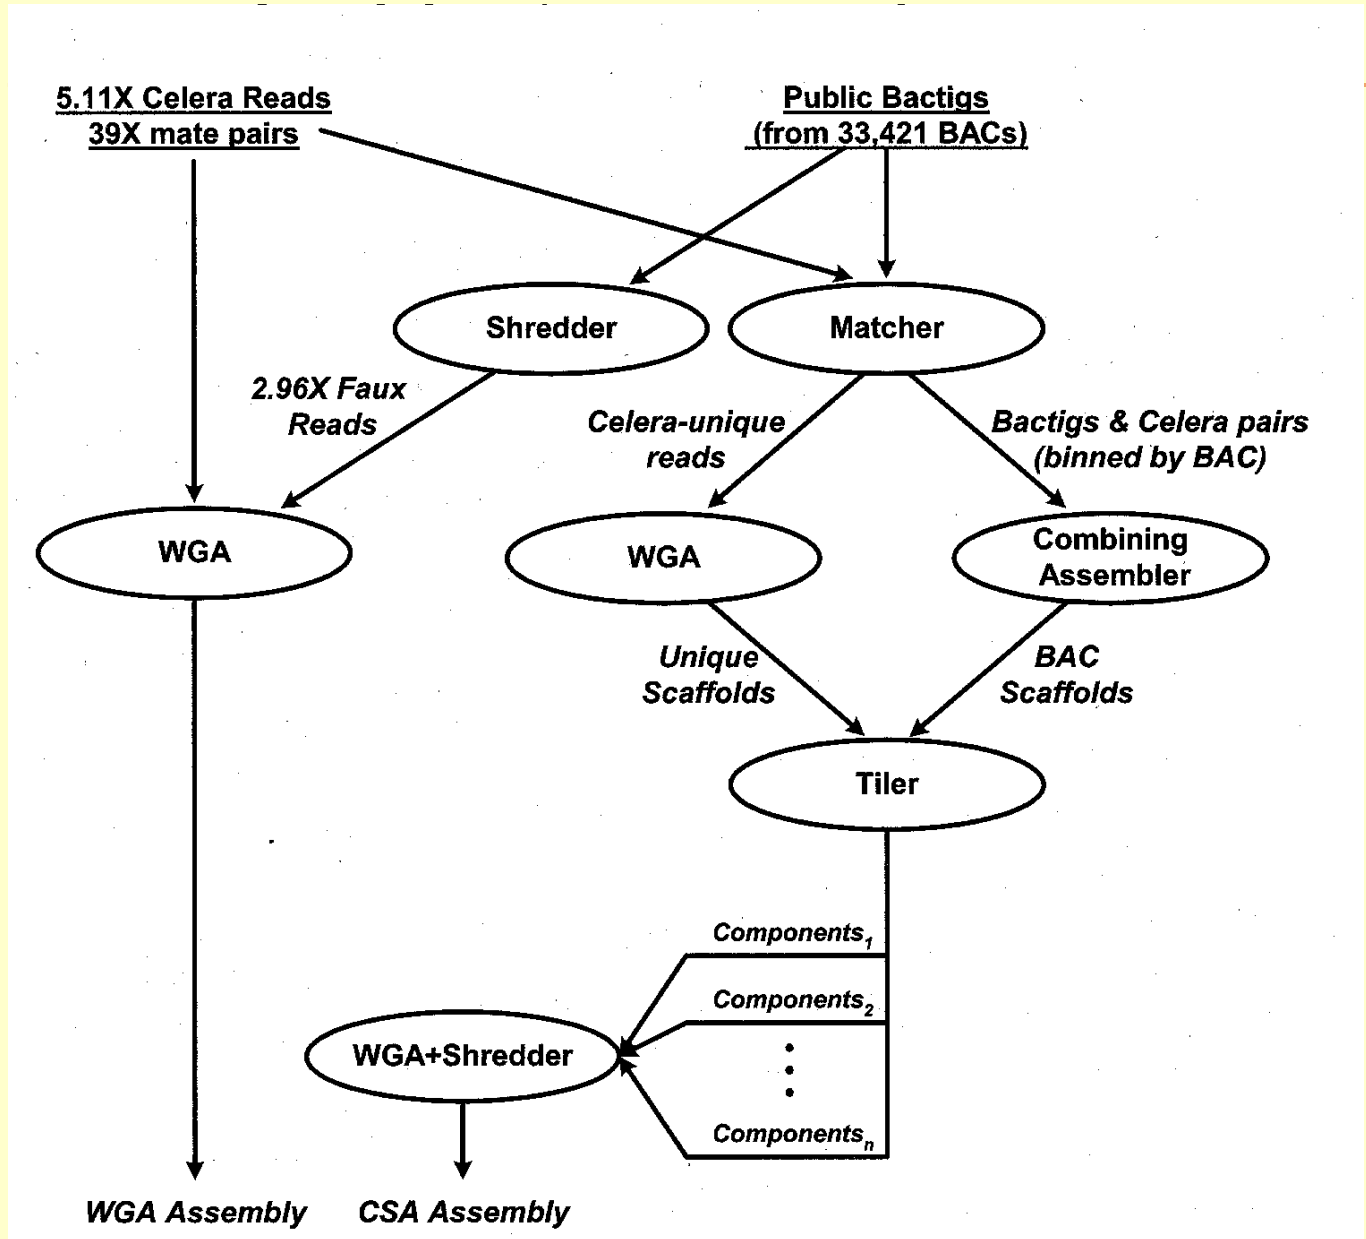 5.11X Celera Reads
39X mate pairs
Public Bactigs
(from 33,421 BACs)
Shredder
Matcher
2.96X Faux
Reads
Celera-unique
reads
Bactigs & Celera pairs
(binned by BAC)
WGA
WGA
Combining
Assembler
Unique
Scaffolds
BAC
Scaffolds
Tiler
Components1
Components2
WGA+Shredder
Componentsn
WGA Assembly
CSA Assembly